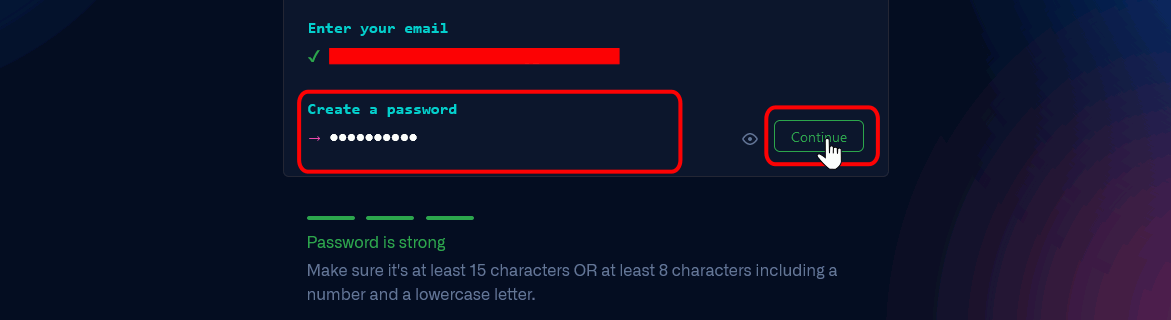 Enter your email
Create a password
Continue
Password is strong
Make sure it's at least 15 characters OR at least 8 characters including a
number and a lowercase letter.